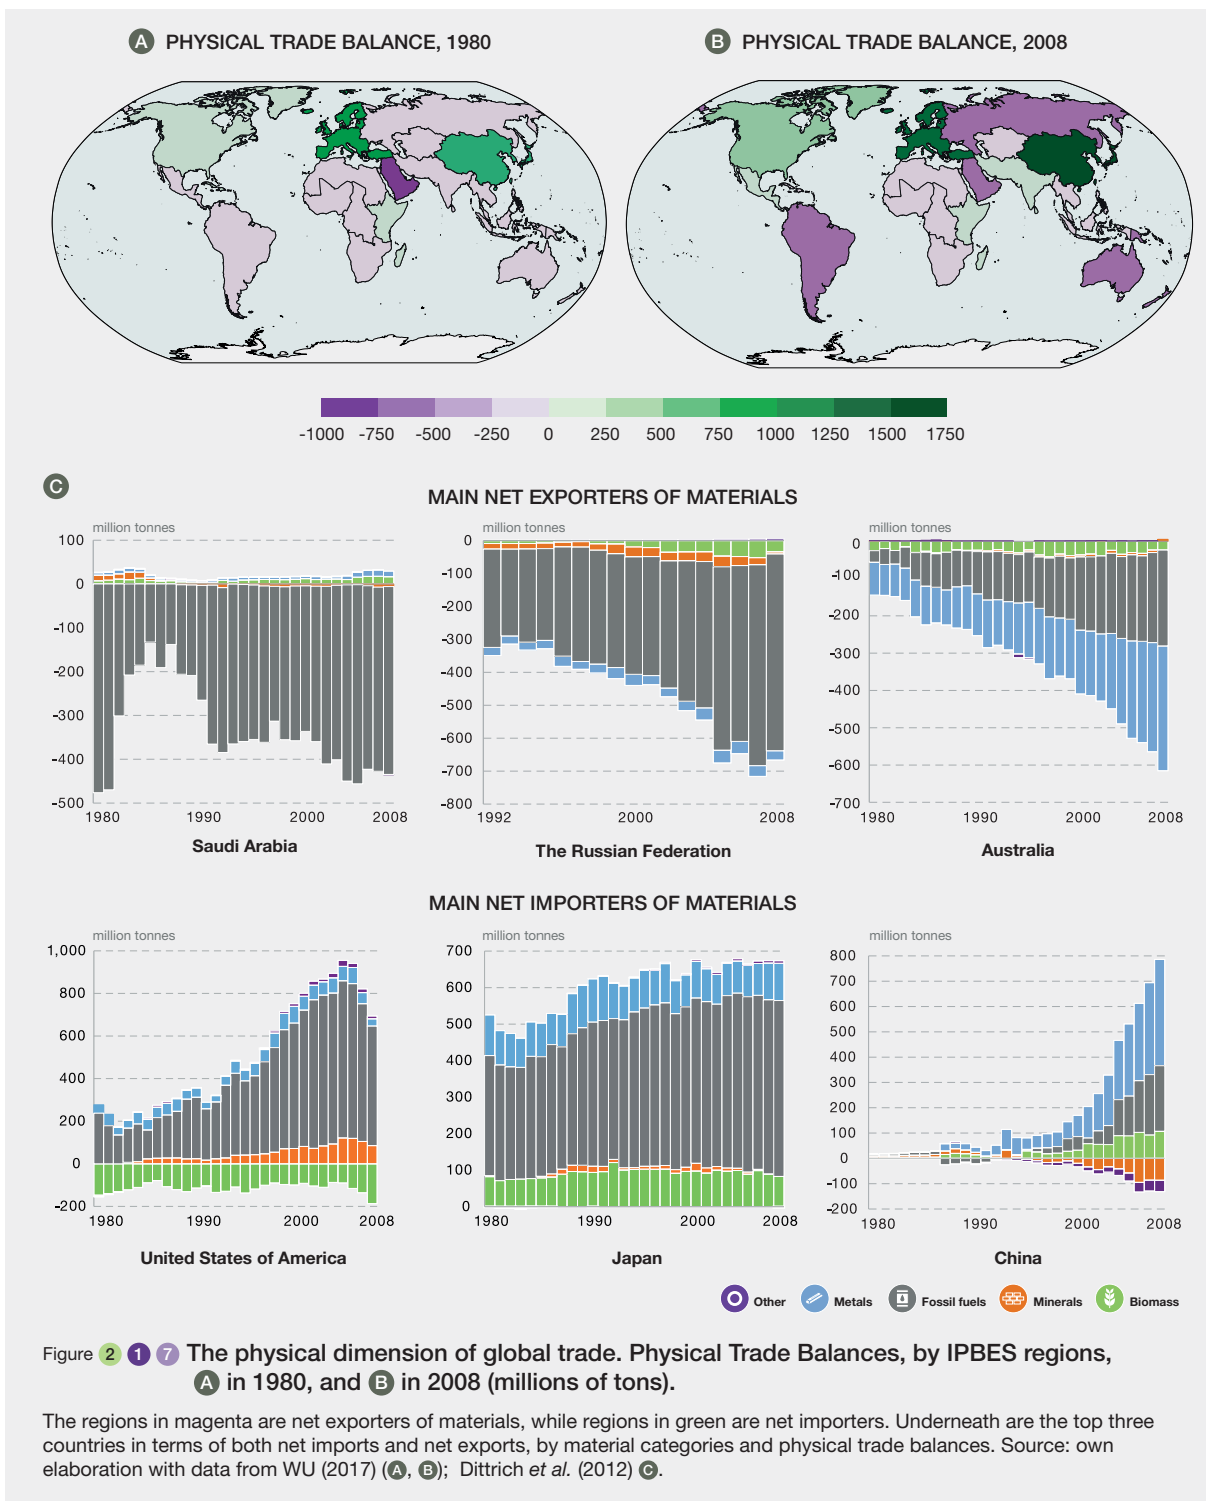 A PHYSICAL TRADE BALANCE, 1980
B PHYSICAL TRADE BALANCE, 2008
-1000 -750 -500 -250 0 250 500 750 1000 1250 1500 1750
C
MAIN NET EXPORTERS OF MATERIALS
million tonnes
100
0
-100
-200
-300
-400
-500
1980 1990 2000 2008
Saudi Arabia
million tonnes
0
-100
-200
-300
-400
-500
-600
-700
-800
1992 2000 2008
The Russian Federation
million tonnes
0
-100
-200
-300
-400
-500
-600
-700
1980 1990 2000 2008
Australia
MAIN NET IMPORTERS OF MATERIALS
million tonnes
1,000
800
600
400
200
0
-200
1980 1990 2000 2008
United States of America
million tonnes
700
600
500
400
300
200
100
0
1980 1990 2000 2008
Japan
million tonnes
800
700
600
500
400
300
200
100
0
-100
-200
1980 1990 2000 2008
China
Other Metals Fossil fuels Minerals Biomass
Figure 2 1 7 The physical dimension of global trade. Physical Trade Balances, by IPBES regions,
A in 1980, and B in 2008 (millions of tons).
The regions in magenta are net exporters of materials, while regions in green are net importers. Underneath are the top three
countries in terms of both net imports and net exports, by material categories and physical trade balances. Source: own
elaboration with data from WU (2017) (A, B); Dittrich et al. (2012) C.